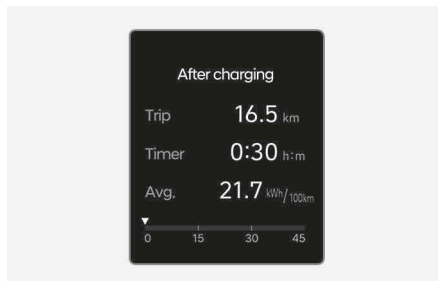 After charging
Trip 16.5 km
Timer 0:30 h:m
Avg. 21.7 kWh/100km
0 15 30 45